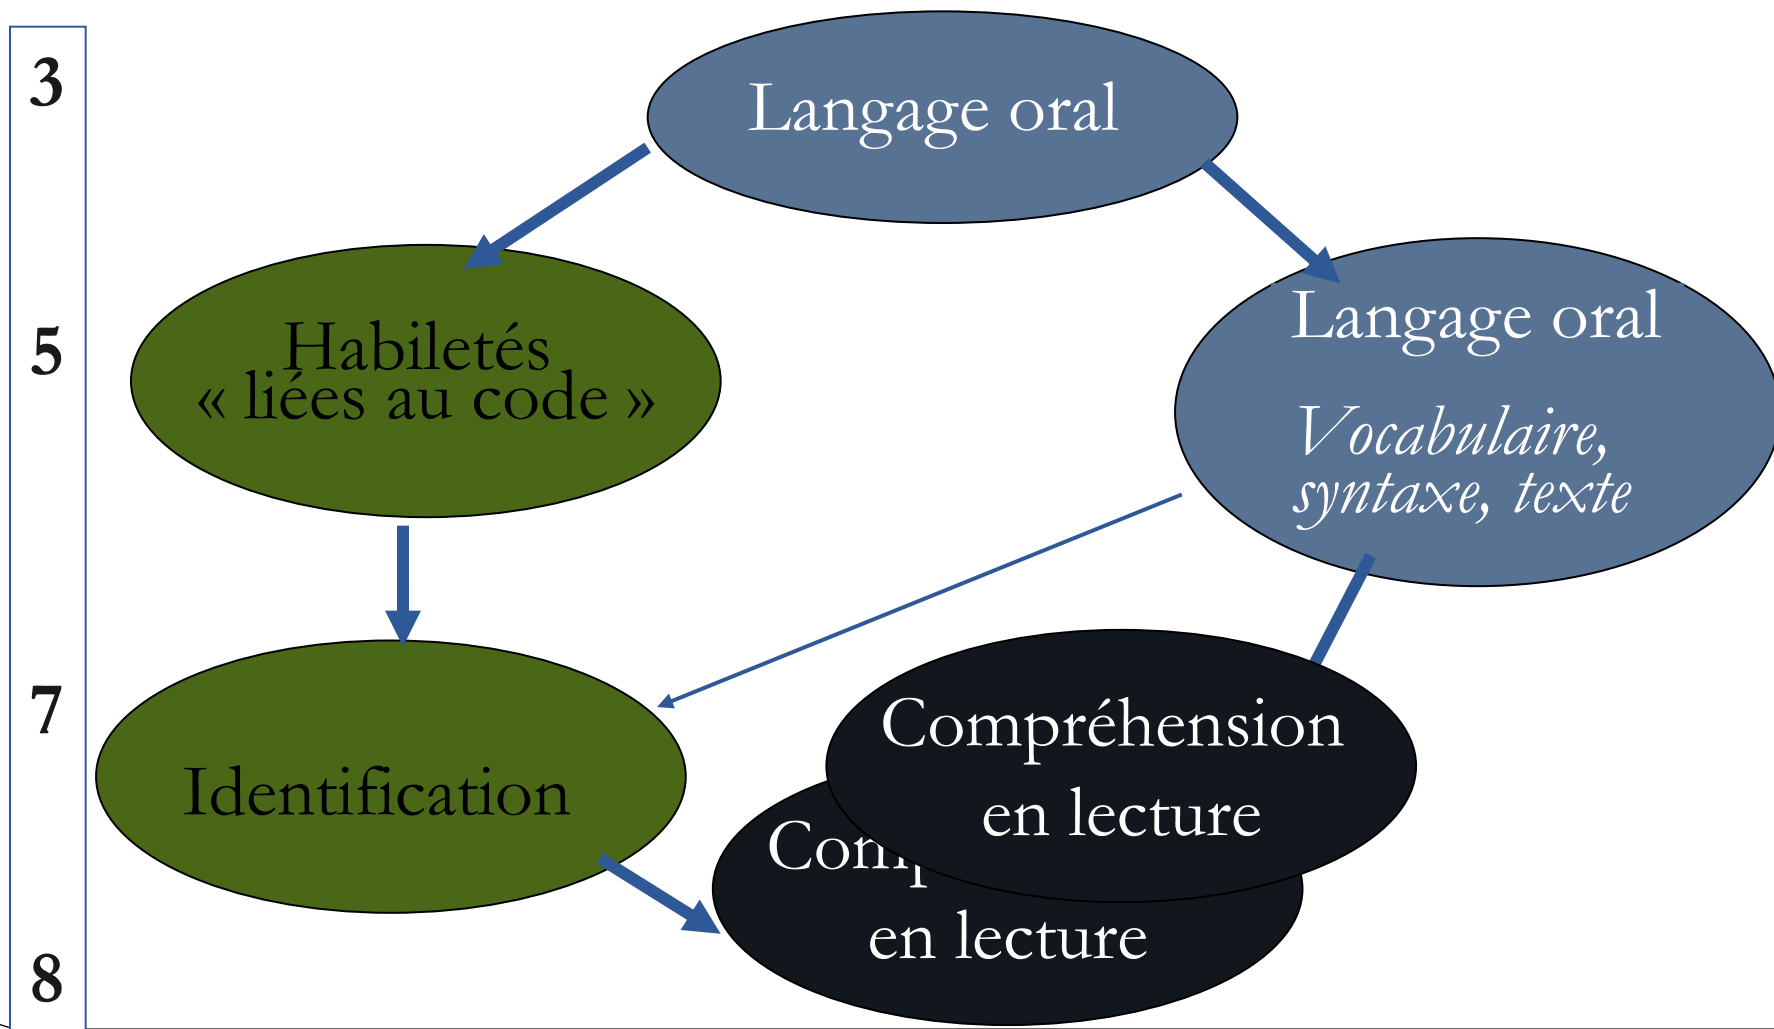 3
Langage oral
5
Habiletés
« liées au code »
Langage oral
Vocabulaire,
syntaxe, texte
7
Identification
Compréhension
en lecture
en lecture
8